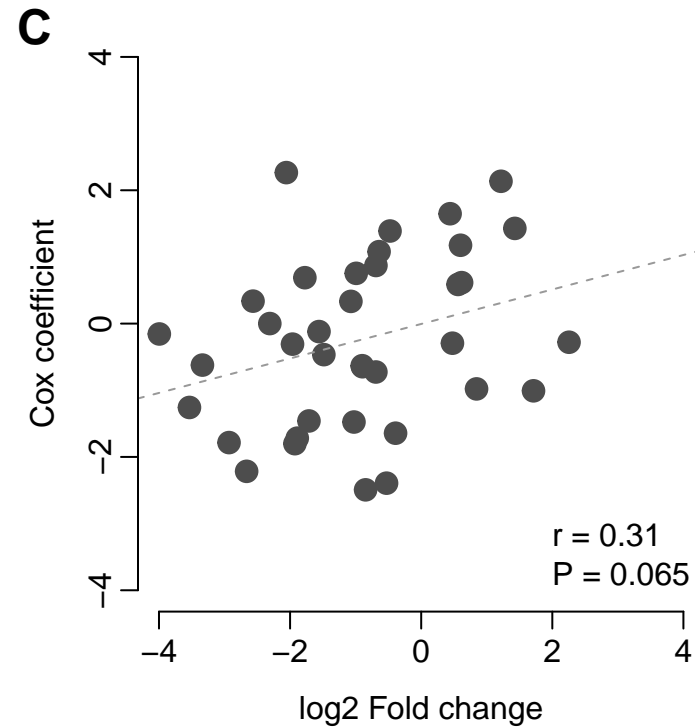 C
4
2
0
−2
−4
Cox coefficient
r = 0.31
P = 0.065
−4 −2 0 2 4
log2 Fold change